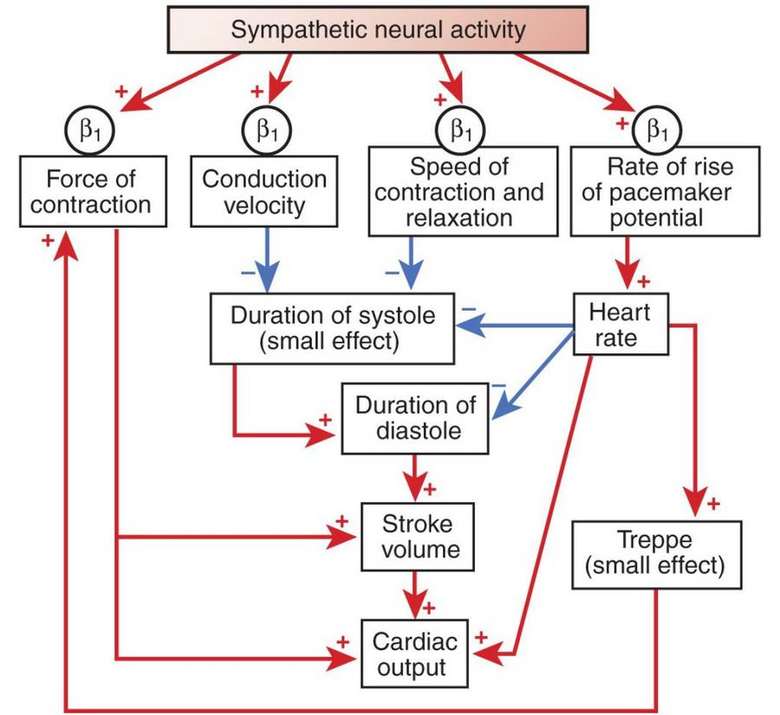 Sympathetic neural activity
+
+
+
+
β1
β1
β1
β1
Force of
contraction
Conduction
velocity
Speed of
contraction and
relaxation
Rate of rise
of pacemaker
potential
+
–
–
+
Duration of systole
(small effect)
–
Heart
rate
–
+
Duration of
diastole
+
+
+
Stroke
volume
Treppe
(small effect)
+
+
+
Cardiac
output